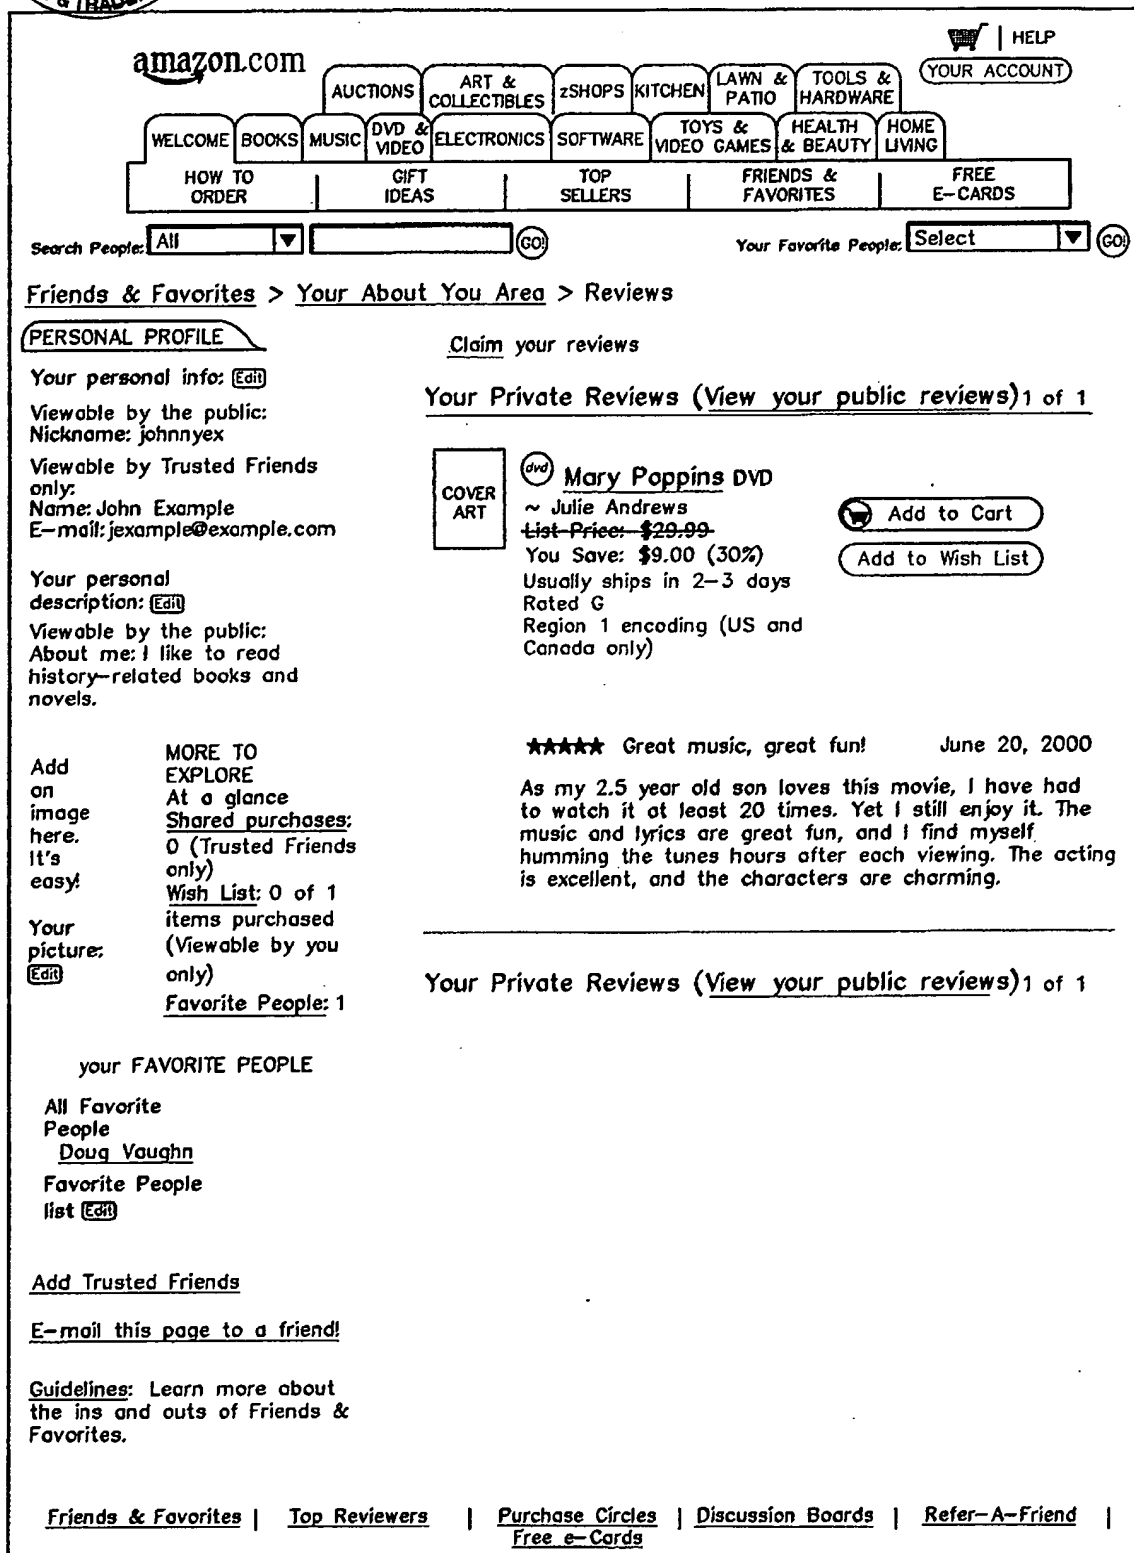 & TRADE
amazon.com
HELP
YOUR ACCOUNT
AUCTIONS ART & COLLECTIBLES zSHOPS KITCHEN LAWN & PATIO TOOLS & HARDWARE
WELCOME BOOKS MUSIC DVD & VIDEO ELECTRONICS SOFTWARE TOYS & VIDEO GAMES HEALTH & BEAUTY HOME LIVING
HOW TO ORDER GIFT IDEAS TOP SELLERS FRIENDS & FAVORITES FREE E-CARDS
Search People: All GO! Your Favorite People: Select GO!
Friends & Favorites > Your About You Area > Reviews
PERSONAL PROFILE
Your personal info: Edit
Viewable by the public:
Nickname: johnnyex
Viewable by Trusted Friends
only:
Name: John Example
E-mail: jexample@example.com
Your personal
description: Edit
Viewable by the public:
About me: I like to read
history-related books and
novels.
Add
an
image
here.
It's
easy!
Your
picture:
Edit
MORE TO
EXPLORE
At a glance
Shared purchases:
0 (Trusted Friends
only)
Wish List: 0 of 1
items purchased
(Viewable by you
only)
Favorite People: 1
your FAVORITE PEOPLE
All Favorite
People
Doug Vaughn
Favorite People
list Edit
Add Trusted Friends
E-mail this page to a friend!
Guidelines: Learn more about
the ins and outs of Friends &
Favorites.
Claim your reviews
Your Private Reviews (View your public reviews) 1 of 1
COVER
ART
dvd Mary Poppins DVD
~ Julie Andrews
List Price: $29.99
You Save: $9.00 (30%)
Usually ships in 2-3 days
Rated G
Region 1 encoding (US and
Canada only)
Add to Cart
Add to Wish List
★★★★★ Great music, great fun! June 20, 2000
As my 2.5 year old son loves this movie, I have had
to watch it at least 20 times. Yet I still enjoy it. The
music and lyrics are great fun, and I find myself
humming the tunes hours after each viewing. The acting
is excellent, and the characters are charming.
Your Private Reviews (View your public reviews) 1 of 1
Friends & Favorites | Top Reviewers | Purchase Circles | Discussion Boards | Refer-A-Friend |
Free e-Cards